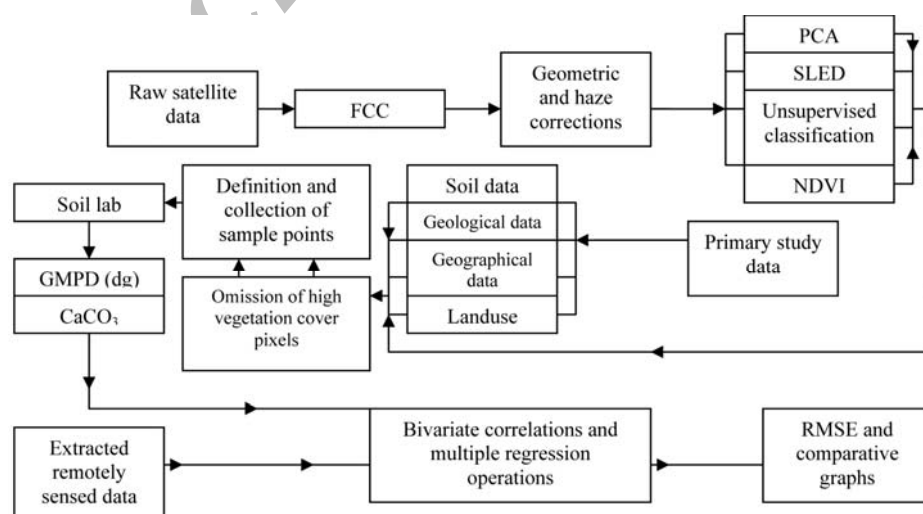 Raw satellite
data
FCC
Geometric
and haze
corrections
PCA
SLED
Unsupervised
classification
NDVI
Soil lab
GMPD (dg)
CaCO₃
Definition and
collection of
sample points
Omission of high
vegetation cover
pixels
Soil data
Geological data
Geographical
data
Landuse
Primary study
data
Extracted
remotely
sensed data
Bivariate correlations and
multiple regression
operations
RMSE and
comparative
graphs